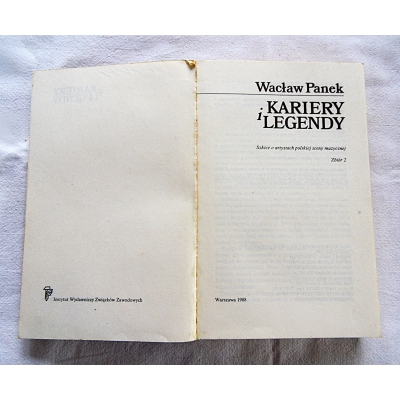 Instytut Wydawniczy Związków Zawodowych
Wacław Panek
KARIERY
i LEGENDY
Szkice o artystach polskiej sceny muzycznej
Zbiór 2
Warszawa 1988